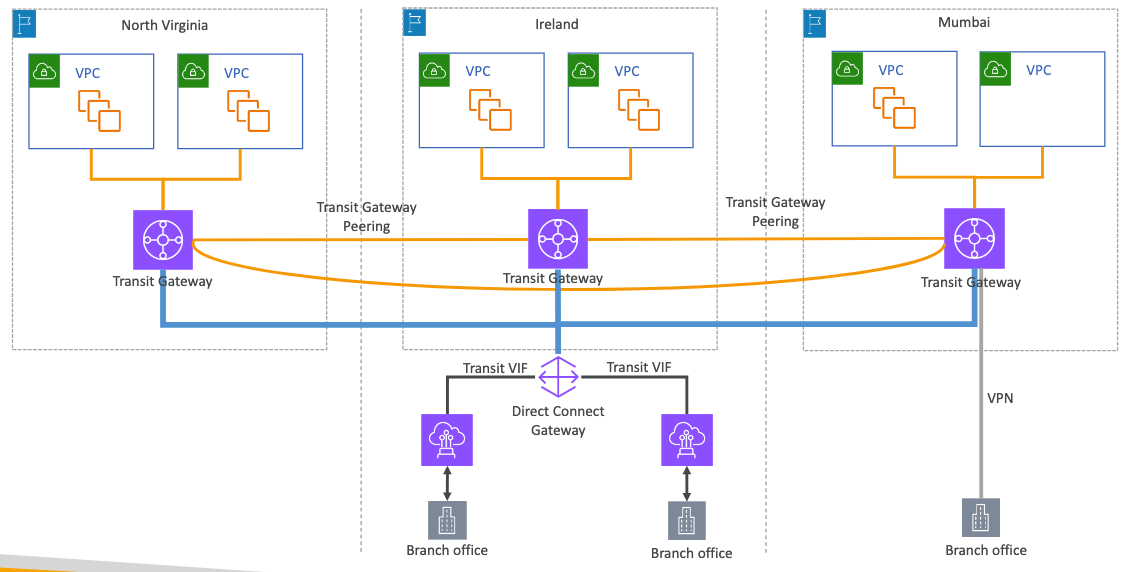 North Virginia
Ireland
Mumbai
VPC
VPC
VPC
VPC
VPC
VPC
Transit Gateway
Peering
Transit Gateway
Peering
Transit Gateway
Transit Gateway
Transit Gateway
Transit VIF
Transit VIF
Direct Connect
Gateway
VPN
Branch office
Branch office
Branch office